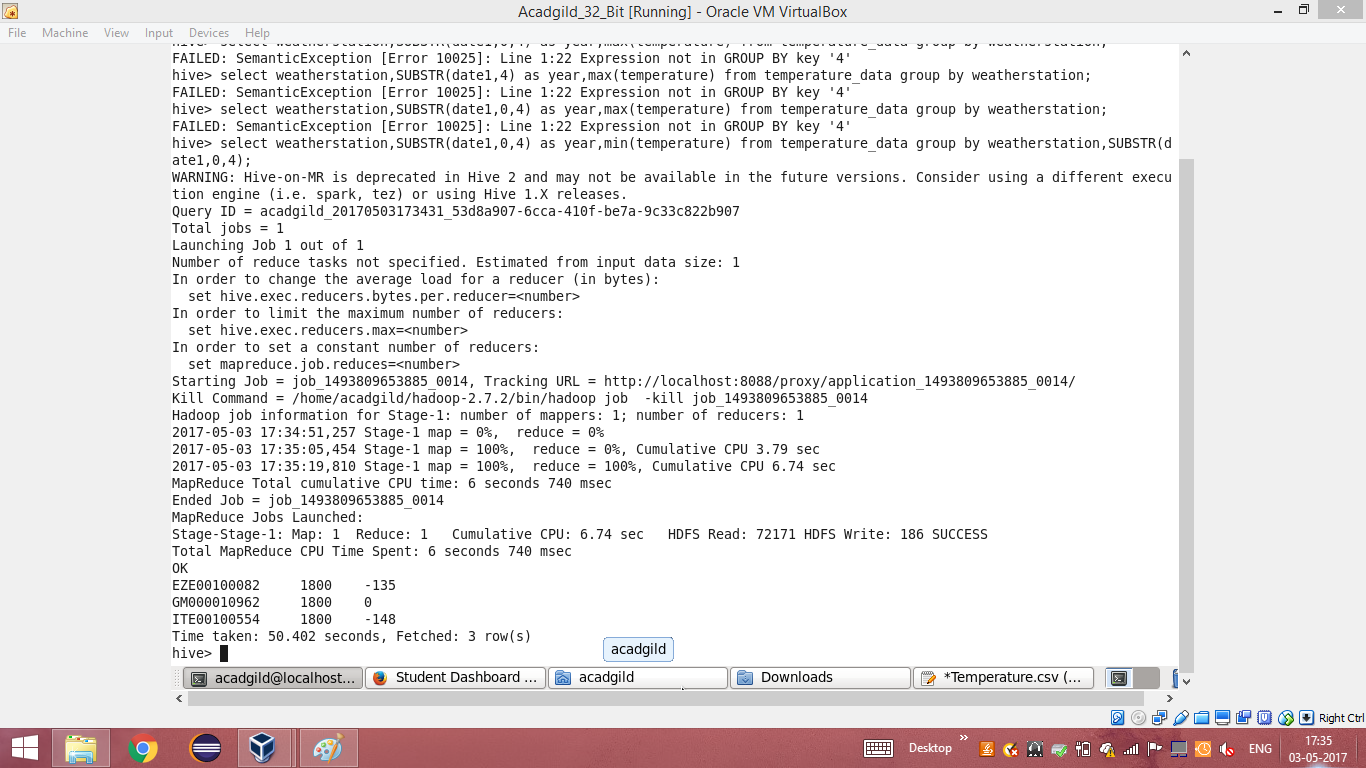 Acadgild_32_Bit [Running] - Oracle VM VirtualBox
File Machine View Input Devices Help
hive> select weatherstation,SUBSTR(date1,0,4) as year,max(temperature) from temperature_data group by weatherstation;
FAILED: SemanticException [Error 10025]: Line 1:22 Expression not in GROUP BY key '4'
hive> select weatherstation,SUBSTR(date1,4) as year,max(temperature) from temperature_data group by weatherstation;
FAILED: SemanticException [Error 10025]: Line 1:22 Expression not in GROUP BY key '4'
hive> select weatherstation,SUBSTR(date1,0,4) as year,max(temperature) from temperature_data group by weatherstation;
FAILED: SemanticException [Error 10025]: Line 1:22 Expression not in GROUP BY key '4'
hive> select weatherstation,SUBSTR(date1,0,4) as year,min(temperature) from temperature_data group by weatherstation,SUBSTR(d
ate1,0,4);
WARNING: Hive-on-MR is deprecated in Hive 2 and may not be available in the future versions. Consider using a different execu
tion engine (i.e. spark, tez) or using Hive 1.X releases.
Query ID = acadgild_20170503173431_53d8a907-6cca-410f-be7a-9c33c822b907
Total jobs = 1
Launching Job 1 out of 1
Number of reduce tasks not specified. Estimated from input data size: 1
In order to change the average load for a reducer (in bytes):
  set hive.exec.reducers.bytes.per.reducer=<number>
In order to limit the maximum number of reducers:
  set hive.exec.reducers.max=<number>
In order to set a constant number of reducers:
  set mapreduce.job.reduces=<number>
Starting Job = job_1493809653885_0014, Tracking URL = http://localhost:8088/proxy/application_1493809653885_0014/
Kill Command = /home/acadgild/hadoop-2.7.2/bin/hadoop job  -kill job_1493809653885_0014
Hadoop job information for Stage-1: number of mappers: 1; number of reducers: 1
2017-05-03 17:34:51,257 Stage-1 map = 0%,  reduce = 0%
2017-05-03 17:35:05,454 Stage-1 map = 100%,  reduce = 0%, Cumulative CPU 3.79 sec
2017-05-03 17:35:19,810 Stage-1 map = 100%,  reduce = 100%, Cumulative CPU 6.74 sec
MapReduce Total cumulative CPU time: 6 seconds 740 msec
Ended Job = job_1493809653885_0014
MapReduce Jobs Launched:
Stage-Stage-1: Map: 1  Reduce: 1   Cumulative CPU: 6.74 sec   HDFS Read: 72171 HDFS Write: 186 SUCCESS
Total MapReduce CPU Time Spent: 6 seconds 740 msec
OK
EZE00100082     1800    -135
GM000010962     1800    0
ITE00100554     1800    -148
Time taken: 50.402 seconds, Fetched: 3 row(s)
hive>
acadgild
acadgild@localhost... Student Dashboard ... acadgild Downloads *Temperature.csv (...
Right Ctrl
Desktop » ENG 17:35
03-05-2017